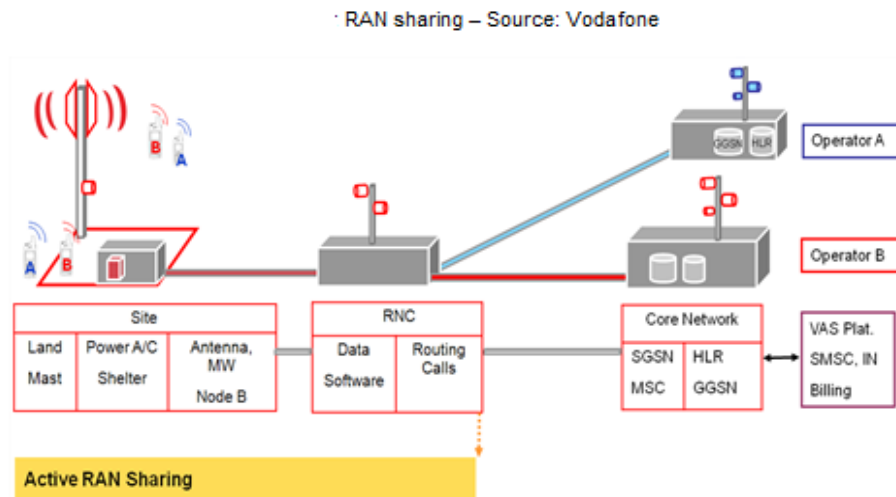 RAN sharing – Source: Vodafone
B
A
GGSN
HLR
Operator A
A
B
Operator B
Site
Land
Mast
Power A/C
Shelter
Antenna,
MW
Node B
RNC
Data
Software
Routing
Calls
Core Network
SGSN
MSC
HLR
GGSN
VAS Plat.
SMSC, IN
Billing
Active RAN Sharing